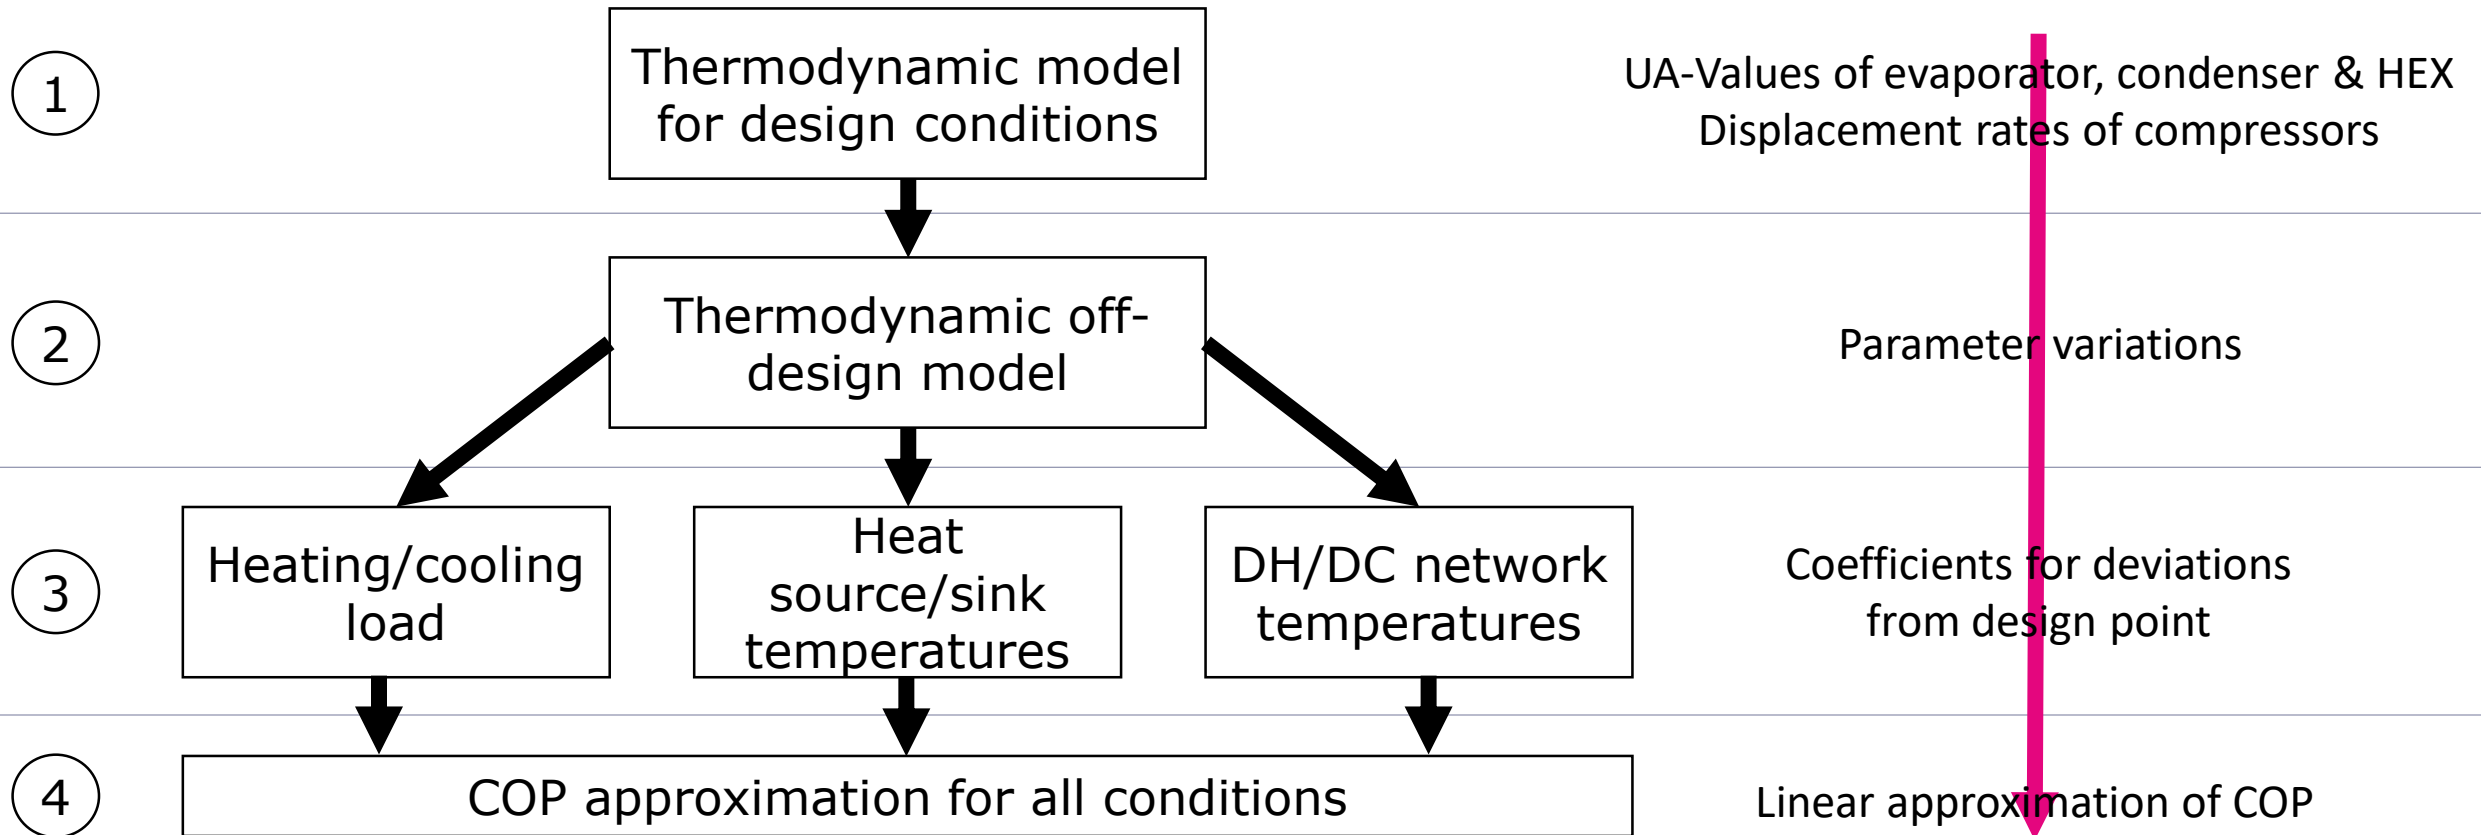 1
Thermodynamic model
for design conditions
UA-Values of evaporator, condenser & HEX
Displacement rates of compressors
2
Thermodynamic off-
design model
Parameter variations
3
Heating/cooling
load
Heat
source/sink
temperatures
DH/DC network
temperatures
Coefficients for deviations
from design point
4
COP approximation for all conditions
Linear approximation of COP